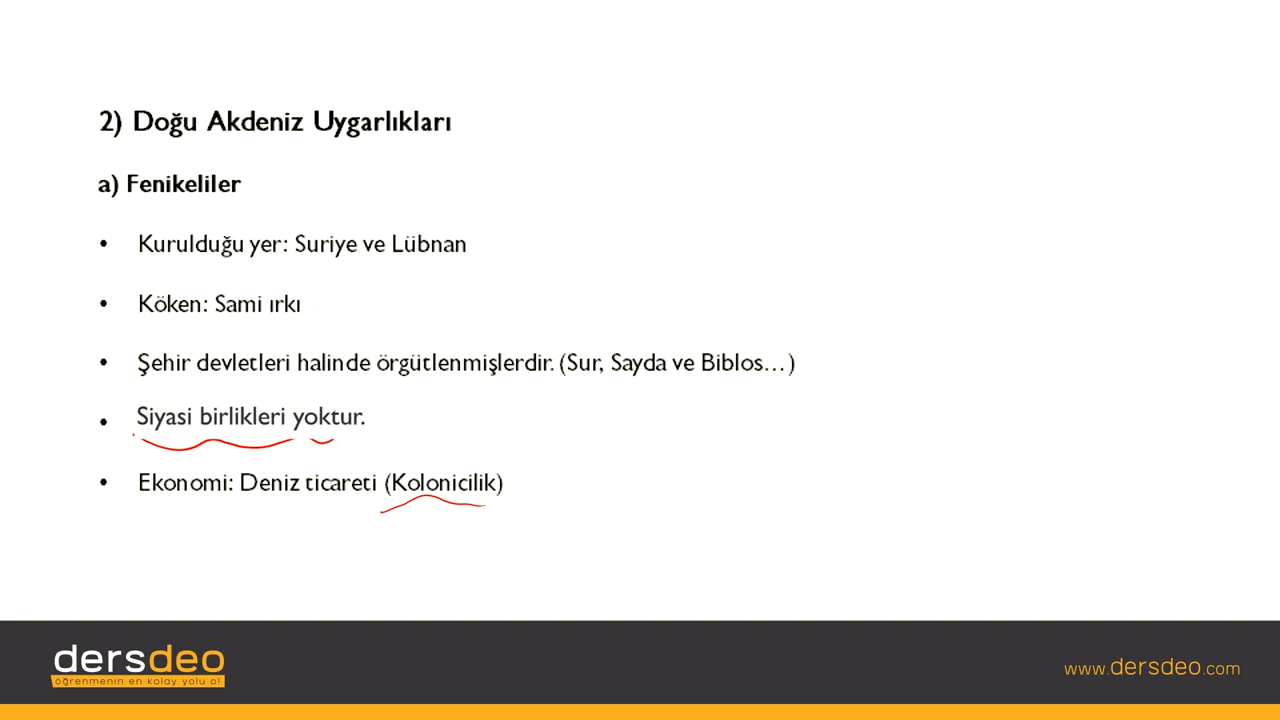 2) Doğu Akdeniz Uygarlıkları
a) Fenikeliler
• Kurulduğu yer: Suriye ve Lübnan
• Köken: Sami ırkı
• Şehir devletleri halinde örgütlenmişlerdir. (Sur, Sayda ve Biblos…)
• Siyasi birlikleri yoktur.
• Ekonomi: Deniz ticareti (Kolonicilik)
dersdeo
öğrenmenin en kolay yolu o!
www.dersdeo.com